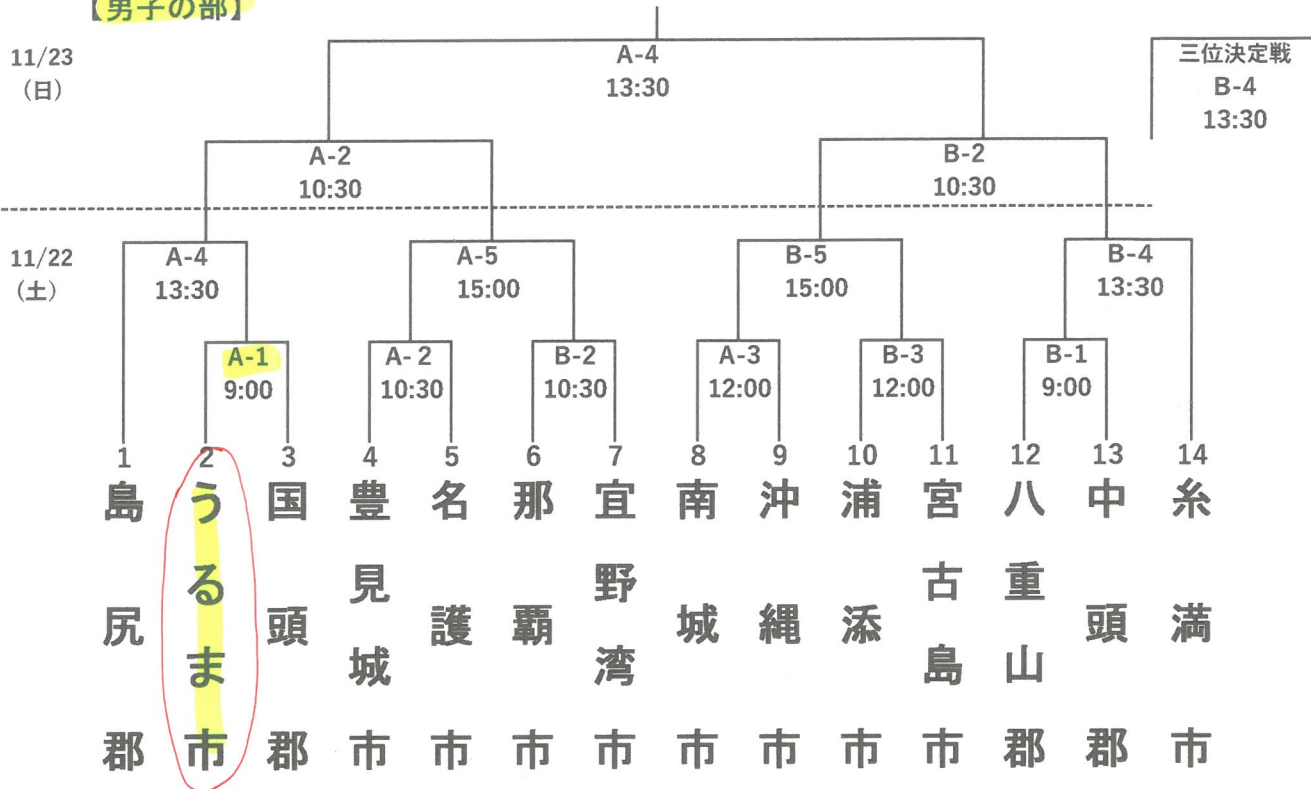 【男子の部】
11/23
(日)
A-4
13:30
三位決定戦
B-4
13:30
A-2
10:30
B-2
10:30
11/22
(土)
A-4
13:30
A-5
15:00
B-5
15:00
B-4
13:30
A-1
9:00
A-2
10:30
B-2
10:30
A-3
12:00
B-3
12:00
B-1
9:00
1 2 3 4 5 6 7 8 9 10 11 12 13 14
島尻郡
うるま市
国頭郡
豊見城市
名護市
那覇市
宜野湾市
南城市
沖縄市
浦添市
宮古島市
八重山郡
中頭郡
糸満市